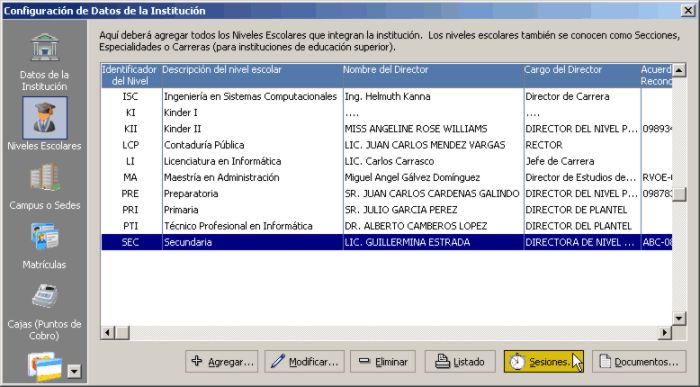 Configuración de Datos de la Institución
Aquí deberá agregar todos los Niveles Escolares que integran la institución. Los niveles escolares también se conocen como Secciones,
Especialidades o Carreras (para instituciones de educación superior).
Datos de la
Institución
Niveles Escolares
Campus o Sedes
Matrículas
Cajas (Puntos de
Cobro)
Identificador Descripción del nivel escolar Nombre del Director Cargo del Director Acuerd
del Nivel Recono
ISC Ingeniería en Sistemas Computacionales Ing. Helmuth Kanna Director de Carrera
KI Kinder I .... ....
KII Kinder II MISS ANGELINE ROSE WILLIAMS DIRECTOR DEL NIVEL P... 098934
LCP Contaduría Pública LIC. JUAN CARLOS MENDEZ VARGAS RECTOR
LI Licenciatura en Informática LIC. Carlos Carrasco Jefe de Carrera
MA Maestría en Administración Miguel Angel Gálvez Domínguez Director de Estudios de... RVOE-
PRE Preparatoria SR. JUAN CARLOS CARDENAS GALINDO DIRECTOR DEL NIVEL P... 098783
PRI Primaria SR. JULIO GARCIA PEREZ DIRECTOR DE PLANTEL
PTI Técnico Profesional en Informática DR. ALBERTO CAMBEROS LOPEZ DIRECTOR DEL PLANTEL
SEC Secundaria LIC. GUILLERMINA ESTRADA DIRECTORA DE NIVEL ... ABC-08
Agregar... Modificar... Eliminar Listado Sesiones... Documentos...